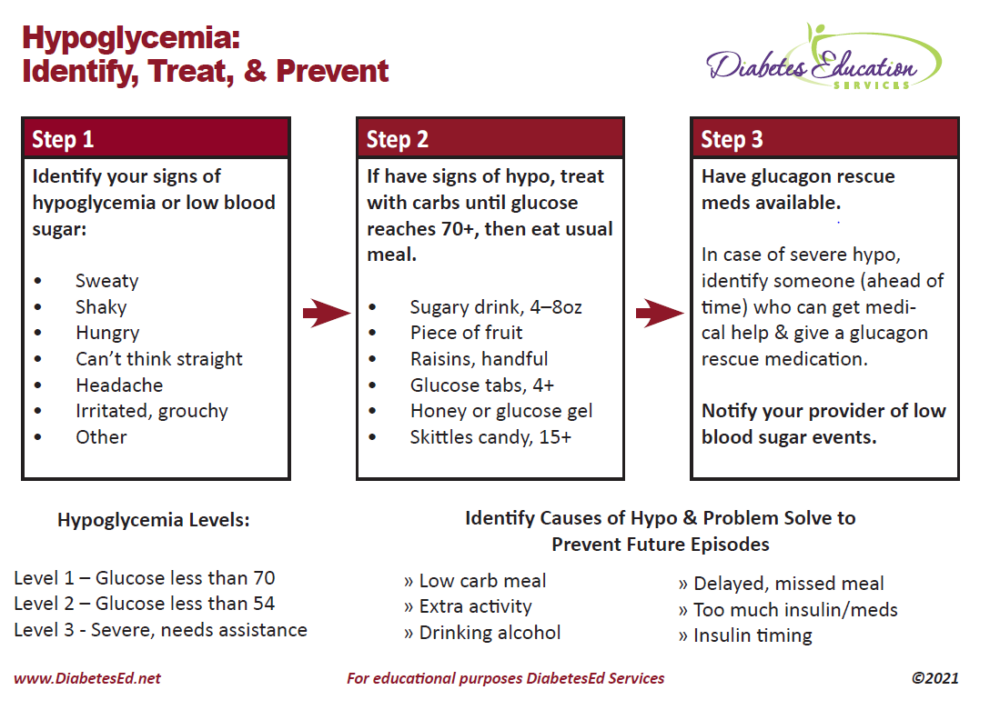 Hypoglycemia:
Identify, Treat, & Prevent
Diabetes Education
SERVICES
Step 1
Identify your signs of
hypoglycemia or low blood
sugar:
• Sweaty
• Shaky
• Hungry
• Can’t think straight
• Headache
• Irritated, grouchy
• Other
Step 2
If have signs of hypo, treat
with carbs until glucose
reaches 70+, then eat usual
meal.
• Sugary drink, 4–8oz
• Piece of fruit
• Raisins, handful
• Glucose tabs, 4+
• Honey or glucose gel
• Skittles candy, 15+
Step 3
Have glucagon rescue
meds available.
In case of severe hypo,
identify someone (ahead of
time) who can get medi-
cal help & give a glucagon
rescue medication.
Notify your provider of low
blood sugar events.
Hypoglycemia Levels:
Level 1 – Glucose less than 70
Level 2 – Glucose less than 54
Level 3 - Severe, needs assistance
Identify Causes of Hypo & Problem Solve to
Prevent Future Episodes
» Low carb meal
» Extra activity
» Drinking alcohol
» Delayed, missed meal
» Too much insulin/meds
» Insulin timing
www.DiabetesEd.net
For educational purposes DiabetesEd Services
©2021